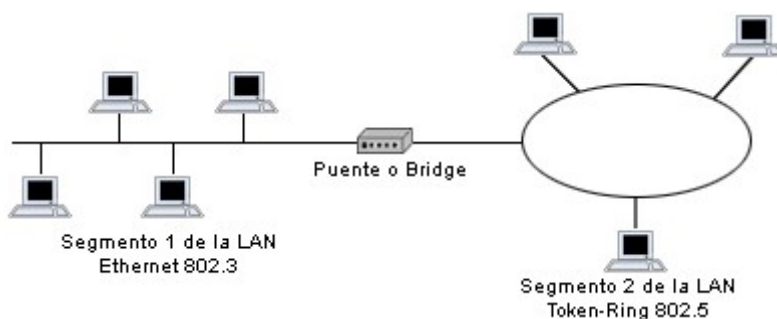 Puente o Bridge
Segmento 1 de la LAN
Ethernet 802.3
Segmento 2 de la LAN
Token-Ring 802.5